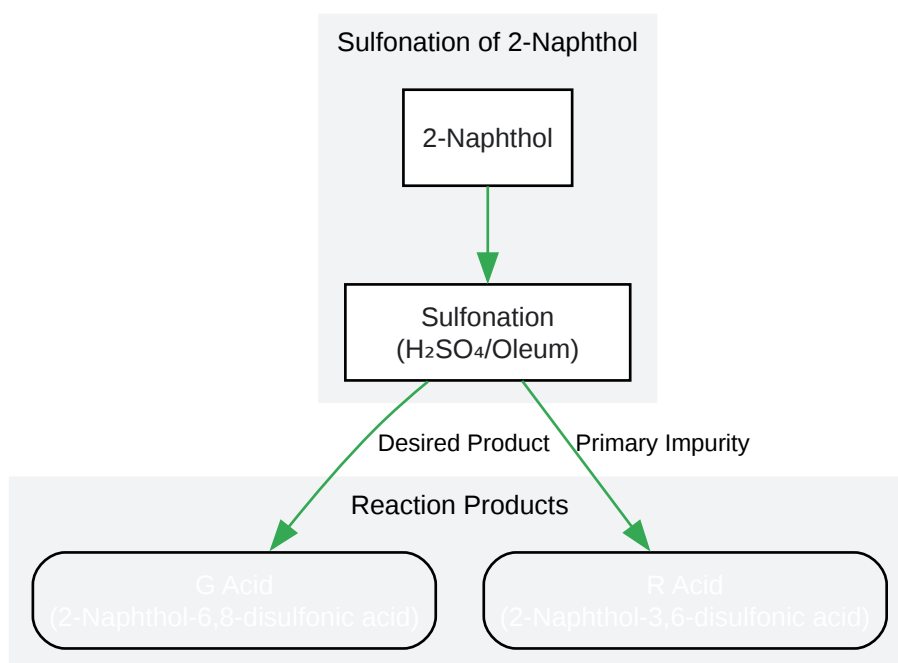 Sulfonation of 2-Naphthol
2-Naphthol
Sulfonation
(H₂SO₄/Oleum)
Desired Product
Primary Impurity
Reaction Products
G Acid
(2-Naphthol-6,8-disulfonic acid)
R Acid
(2-Naphthol-3,6-disulfonic acid)